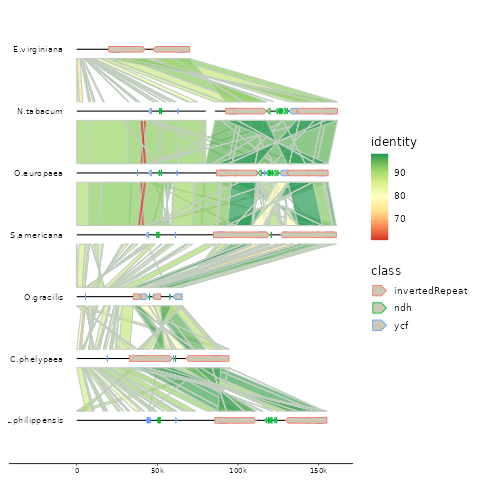 E.virginiana
N.tabacum
O.europaea
S.americana
O.gracilis
C.phelypaea
..philippensis
0 50k 100k 150k
identity
90
80
70
class
invertedRepeat
ndh
ycf